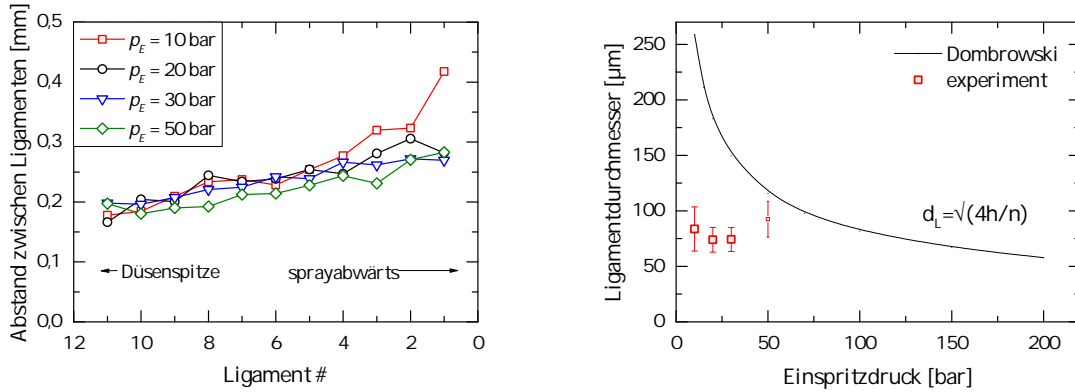 0,5
0,4
0,3
0,2
0,1
0,0
Abstand zwischen Ligamenten [mm]
p_E = 10 bar
p_E = 20 bar
p_E = 30 bar
p_E = 50 bar
Düsenspitze
sprayabwärts
12 10 8 6 4 2 0
Ligament #
250
200
150
100
50
0
Ligamentdurchmesser [µm]
Dombrowski
experiment
d_L=√(4h/n)
0 50 100 150 200
Einspritzdruck [bar]